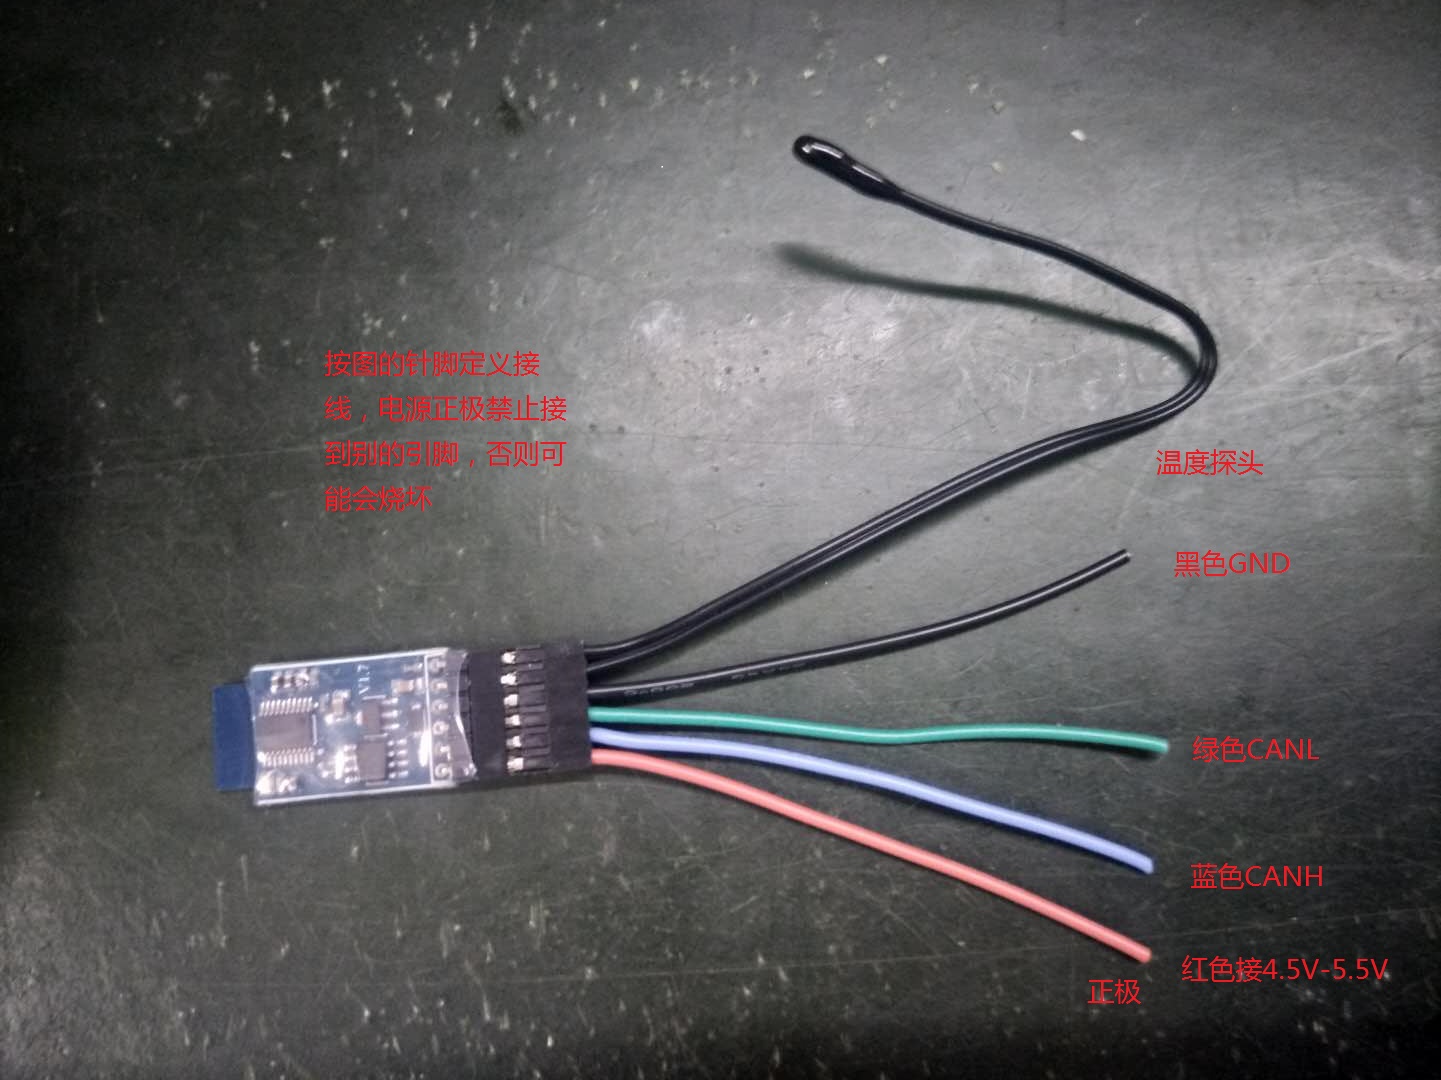 按图的针脚定义接
线，电源正极禁止接
到别的引脚，否则可
能会烧坏
温度探头
黑色GND
V1.7
绿色CANL
蓝色CANH
红色接4.5V-5.5V
正极